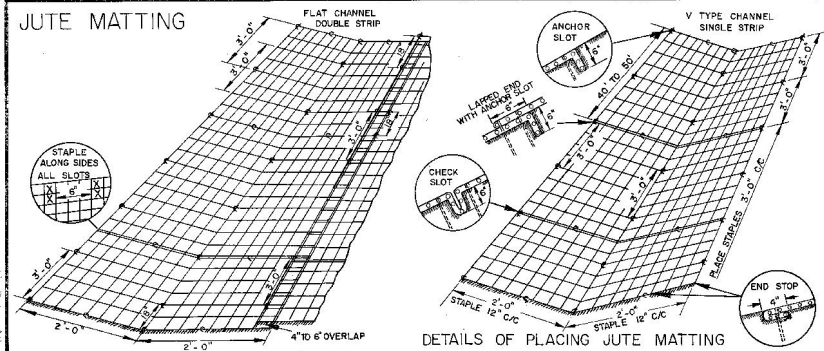 JUTE MATTING
FLAT CHANNEL
DOUBLE STRIP
3'-0"
3'-0"
18"
18"
3'-0"
STAPLE
ALONG SIDES
ALL SLOTS
6"
3'-0"
18"
3'-0"
2'-0"
2'-0"
4" TO 6" OVERLAP
V TYPE CHANNEL
SINGLE STRIP
ANCHOR
SLOT
6"
40' TO 50'
LAPPED END
WITH ANCHOR SLOT
6"
6"
3'-0"
3'-0"
3'-0"
3'-0"
CHECK
SLOT
6"
PLACE STAPLES 3'-0" C/C
2'-0"
STAPLE 12" C/C
2'-0"
STAPLE 12" C/C
END STOP
4"
DETAILS OF PLACING JUTE MATTING